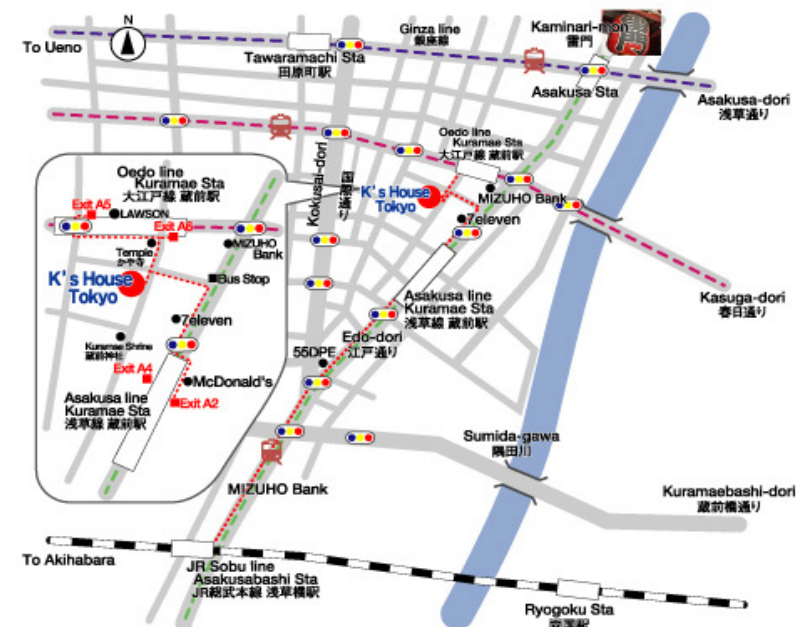 N
To Ueno
Ginza line
銀座線
Kaminari-mon
雷門
Tawaramachi Sta
田原町駅
Asakusa Sta
Asakusa-dori
浅草通り
Oedo line
Kuramae Sta
大江戸線 蔵前駅
Kokusai-dori
国際通り
K's House
Tokyo
MIZUHO Bank
7eleven
Kasuga-dori
春日通り
Asakusa line
Kuramae Sta
浅草線 蔵前駅
Edo-dori
江戸通り
55DPE
Oedo line
Kuramae Sta
大江戸線 蔵前駅
Exit A5
LAWSON
Exit A6
Temple
かや寺
MIZUHO
Bank
K's House
Tokyo
Bus Stop
7eleven
Kuramae Shrine
蔵前神社
Exit A4
McDonald's
Asakusa line
Kuramae Sta
浅草線 蔵前駅
Exit A2
Sumida-gawa
隅田川
MIZUHO Bank
Kuramaebashi-dori
蔵前橋通り
To Akihabara
JR Sobu line
Asakusabashi Sta
JR総武本線 浅草橋駅
Ryogoku Sta
両国駅